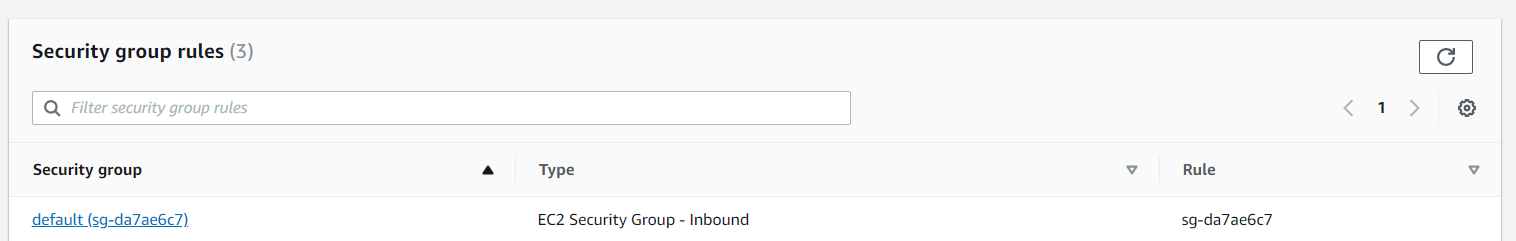 Security group rules (3)
Filter security group rules
1
Security group Type Rule
default (sg-da7ae6c7) EC2 Security Group - Inbound sg-da7ae6c7